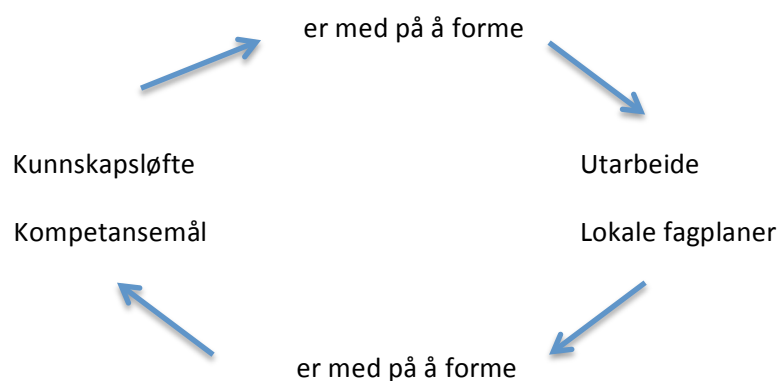 er med på å forme
Kunnskapsløfte
Utarbeide
Kompetansemål
Lokale fagplaner
er med på å forme